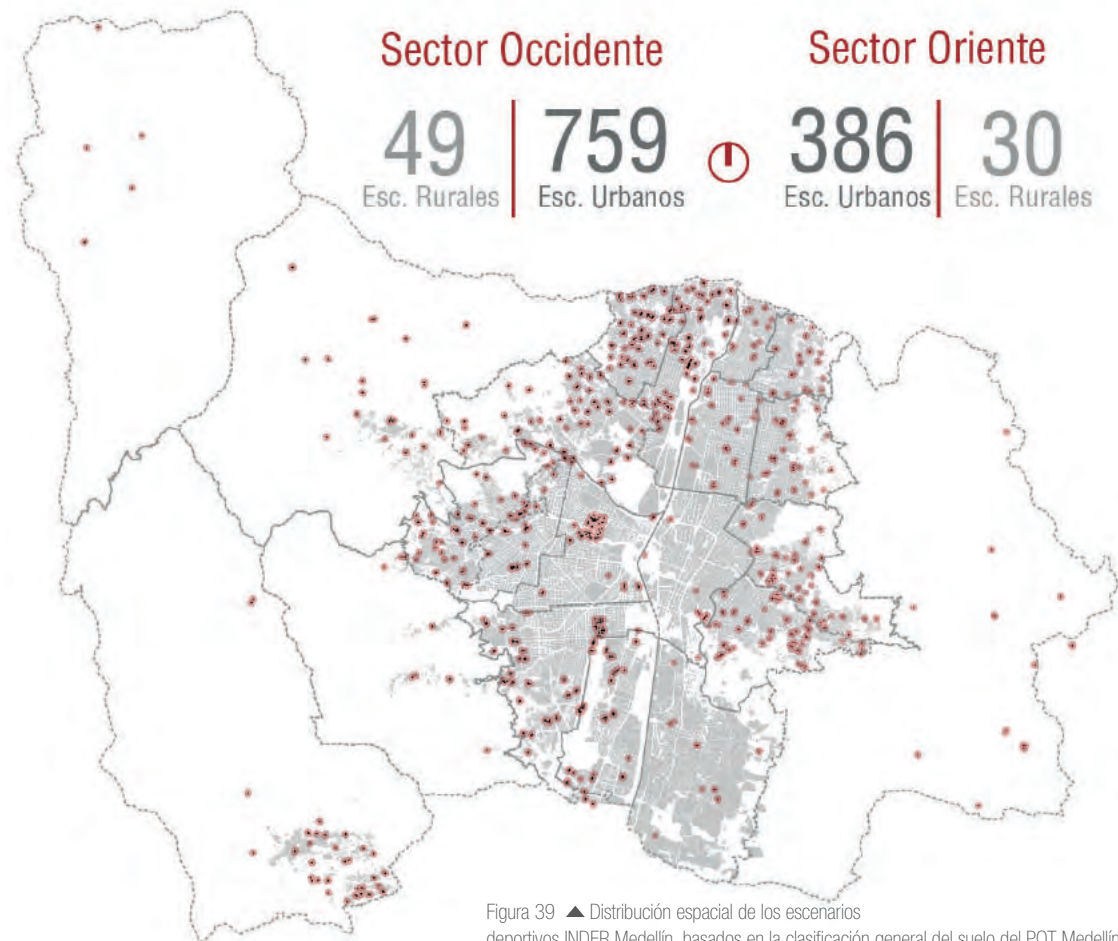 Sector Occidente
Sector Oriente
49
759
386
30
Esc. Rurales
Esc. Urbanos
Esc. Urbanos
Esc. Rurales
Figura 39 ▲ Distribución espacial de los escenarios
deportivos INDER Medellín, basados en la clasificación general del suelo del POT Medellín